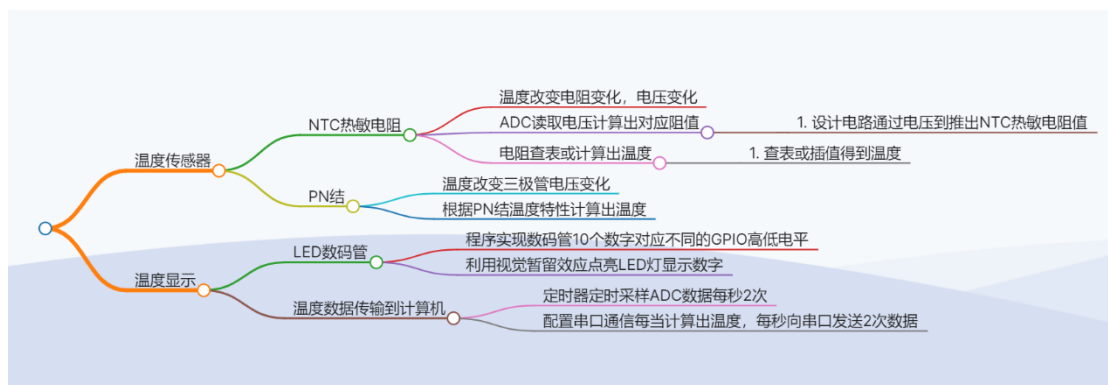 温度传感器
NTC热敏电阻
温度改变电阻变化，电压变化
ADC读取电压计算出对应阻值
1. 设计电路通过电压到推出NTC热敏电阻值
电阻查表或计算出温度
1. 查表或插值得到温度
PN结
温度改变三极管电压变化
根据PN结温度特性计算出温度
温度显示
LED数码管
程序实现数码管10个数字对应不同的GPIO高低电平
利用视觉暂留效应点亮LED灯显示数字
温度数据传输到计算机
定时器定时采样ADC数据每秒2次
配置串口通信每当计算出温度，每秒向串口发送2次数据